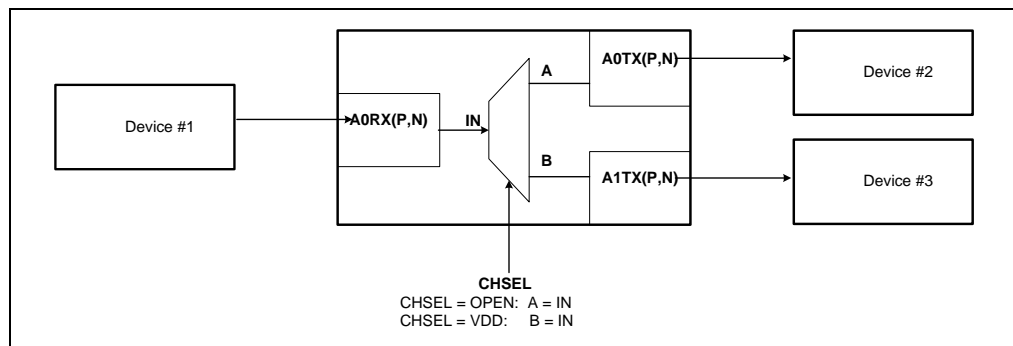 Device #1
A0RX(P,N)
IN
A
B
A0TX(P,N)
A1TX(P,N)
Device #2
Device #3
CHSEL
CHSEL = OPEN: A = IN
CHSEL = VDD: B = IN